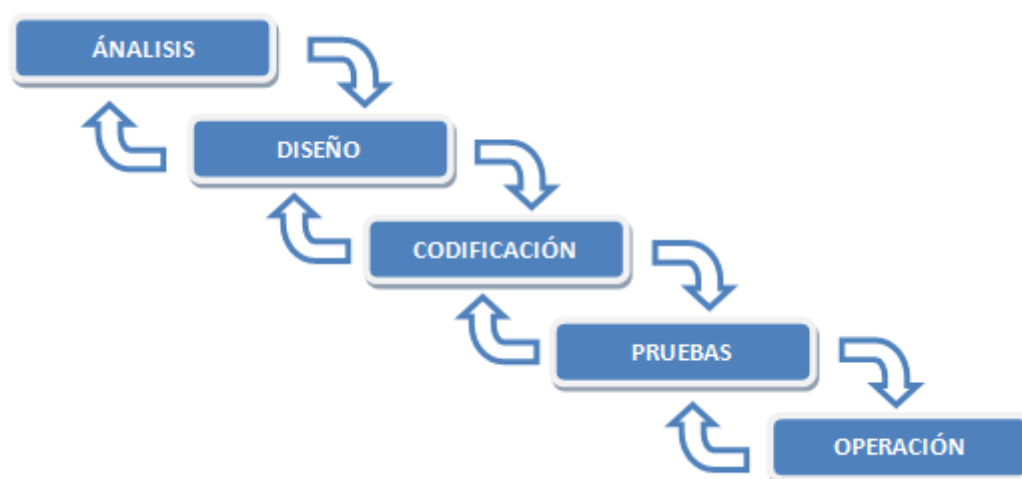 ÁNALISIS
DISEÑO
CODIFICACIÓN
PRUEBAS
OPERACIÓN